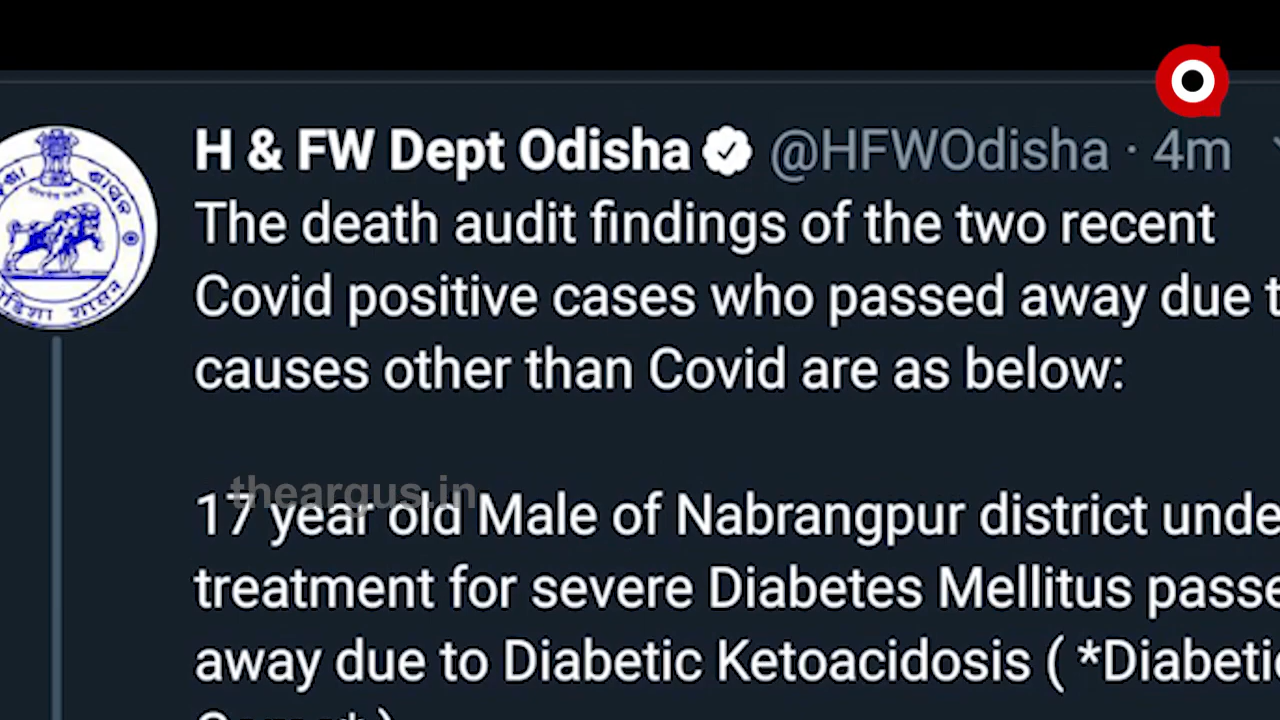 H & FW Dept Odisha @HFWOdisha · 4m
The death audit findings of the two recent
Covid positive cases who passed away due t
causes other than Covid are as below:
theargus.in
17 year old Male of Nabrangpur district unde
treatment for severe Diabetes Mellitus passe
away due to Diabetic Ketoacidosis ( *Diabetic